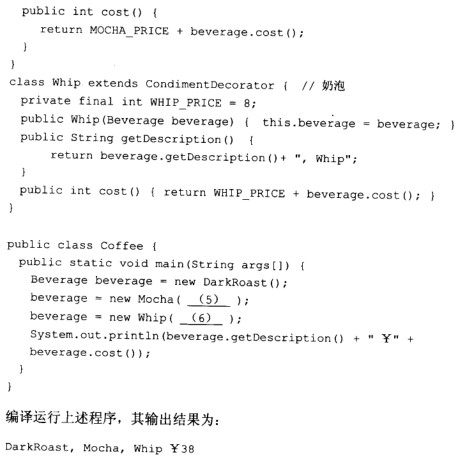 public int cost() {
return MOCHA_PRICE + beverage.cost();
}
}
class Whip extends CondimentDecorator { // 奶泡
private final int WHIP_PRICE = 8;
public Whip(Beverage beverage) { this.beverage = beverage; }
public String getDescription() {
return beverage.getDescription()+ ", Whip";
}
public int cost() { return WHIP_PRICE + beverage.cost(); }
}
public class Coffee {
public static void main(String args[]) {
Beverage beverage = new DarkRoast();
beverage = new Mocha( (5) );
beverage = new Whip( (6) );
System.out.println(beverage.getDescription() + " ¥" +
beverage.cost());
}
}
编译运行上述程序，其输出结果为：
DarkRoast, Mocha, Whip ¥38